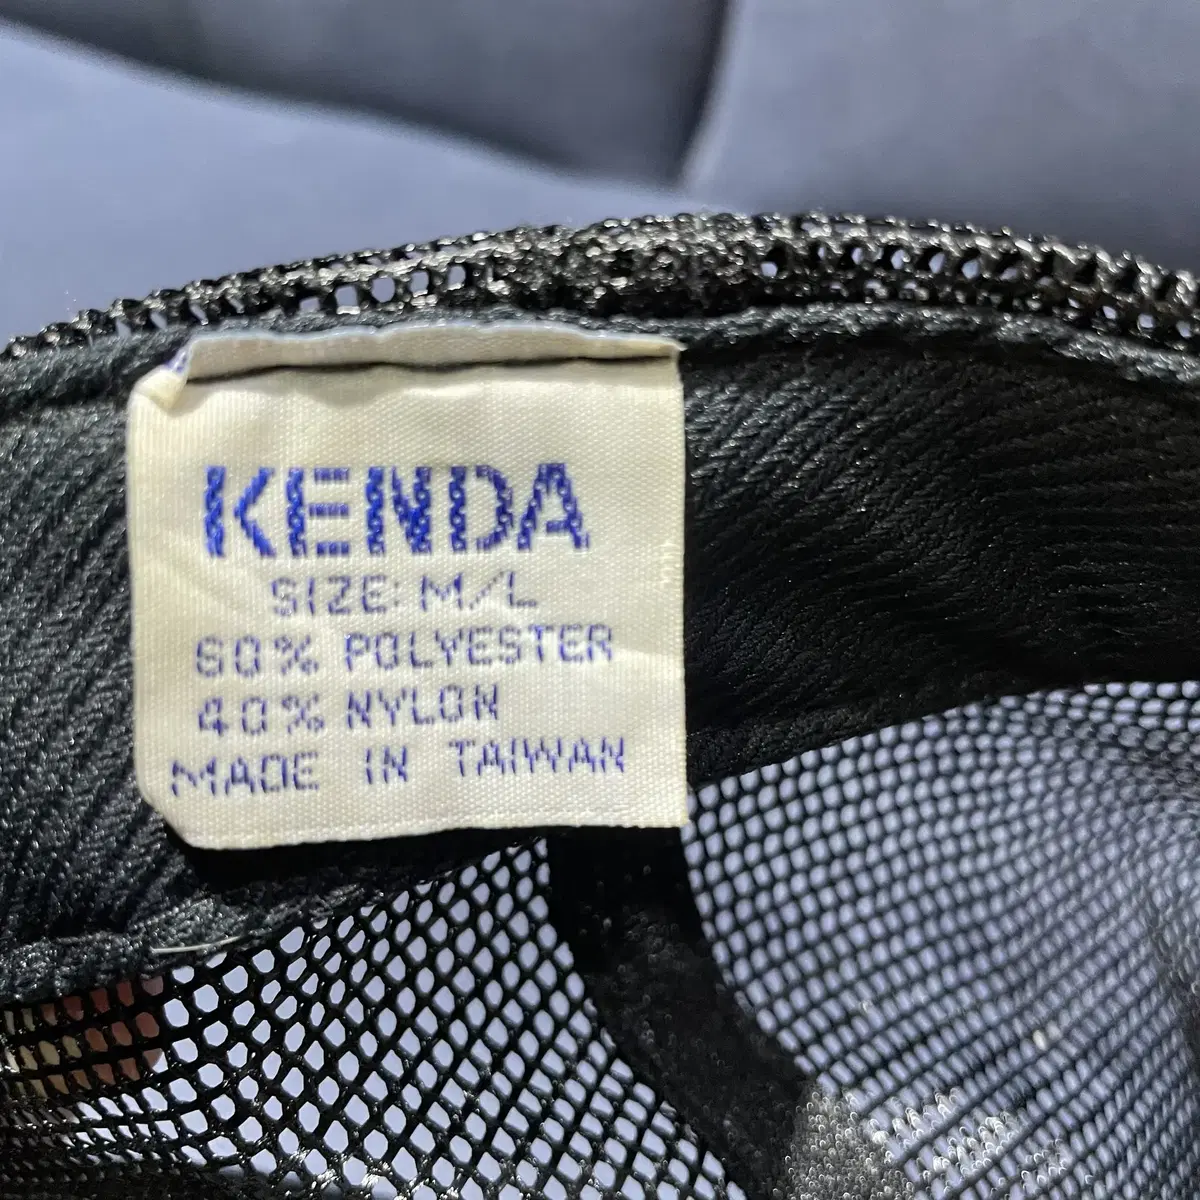 KENDA
SIZE: M/L
60% POLYESTER
40% NYLON
MADE IN TAIWAN